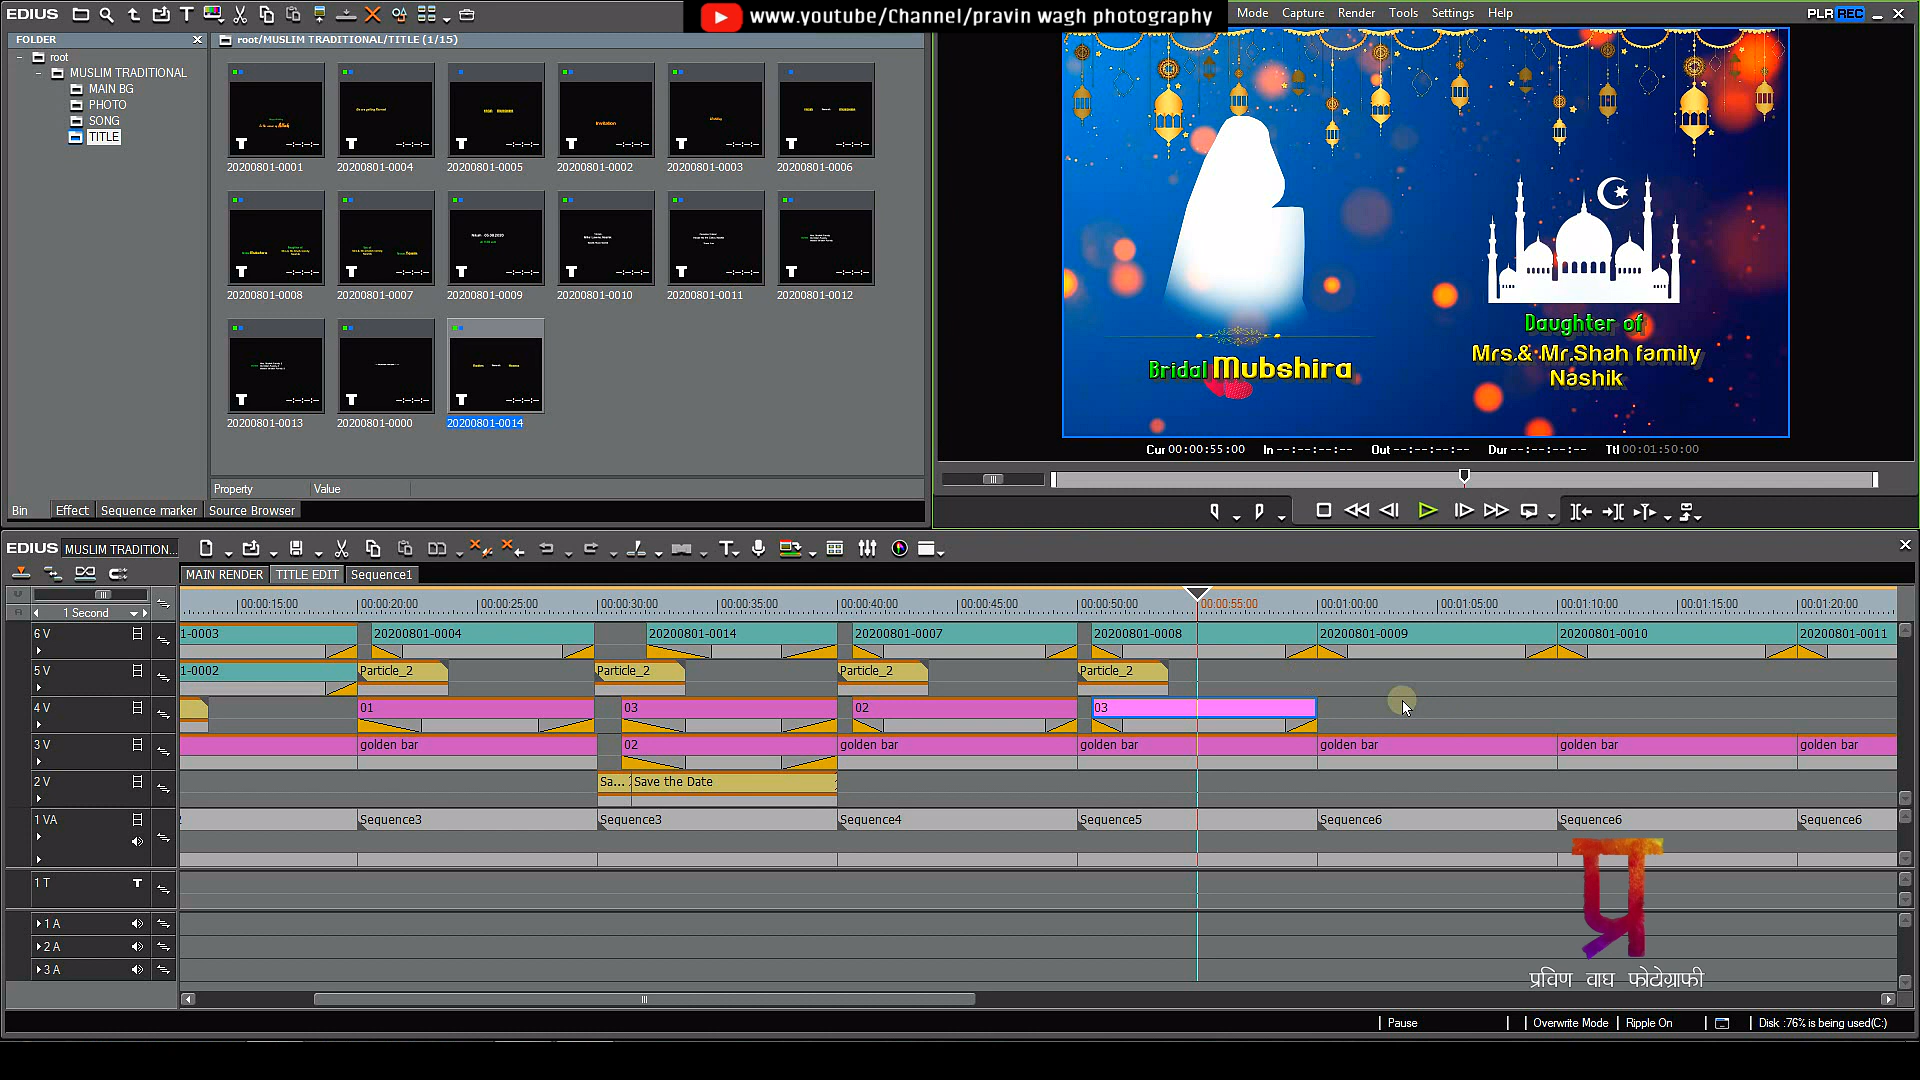 EDIUS
www.youtube/Channel/pravin wagh photography
Mode Capture Render Tools Settings Help
PLR REC
FOLDER
root/MUSLIM TRADITIONAL/TITLE (1/15)
root
MUSLIM TRADITIONAL
MAIN BG
PHOTO
SONG
TITLE
20200801-0001 20200801-0004 20200801-0005 20200801-0002 20200801-0003 20200801-0006
20200801-0008 20200801-0007 20200801-0009 20200801-0010 20200801-0011 20200801-0012
20200801-0013 20200801-0000 20200801-0014
Property Value
Bin Effect Sequence marker Source Browser
Daughter of
Mrs.& Mr.Shah family
Nashik
Bridal Mubshira
Cur 00:00:55:00 In --:--:--:-- Out --:--:--:-- Dur --:--:--:-- Ttl 00:01:50:00
EDIUS MUSLIM TRADITION...
MAIN RENDER TITLE EDIT Sequence1
1 Second
00:00:15:00 00:00:20:00 00:00:25:00 00:00:30:00 00:00:35:00 00:00:40:00 00:00:45:00 00:00:50:00 00:00:55:00 00:01:00:00 00:01:05:00 00:01:10:00 00:01:15:00 00:01:20:00
6 V 1-0003 20200801-0004 20200801-0014 20200801-0007 20200801-0008 20200801-0009 20200801-0010 20200801-0011
5 V 1-0002 Particle_2 Particle_2 Particle_2 Particle_2
4 V 01 03 02 03
3 V golden bar 02 golden bar golden bar golden bar golden bar golden bar
2 V Sa... Save the Date
1 VA Sequence3 Sequence3 Sequence4 Sequence5 Sequence6 Sequence6 Sequence6
1 T T
1 A
2 A
3 A
प्र
प्रविण वाघ फोटोग्राफी
Pause Overwrite Mode Ripple On Disk :76% is being used(C:)